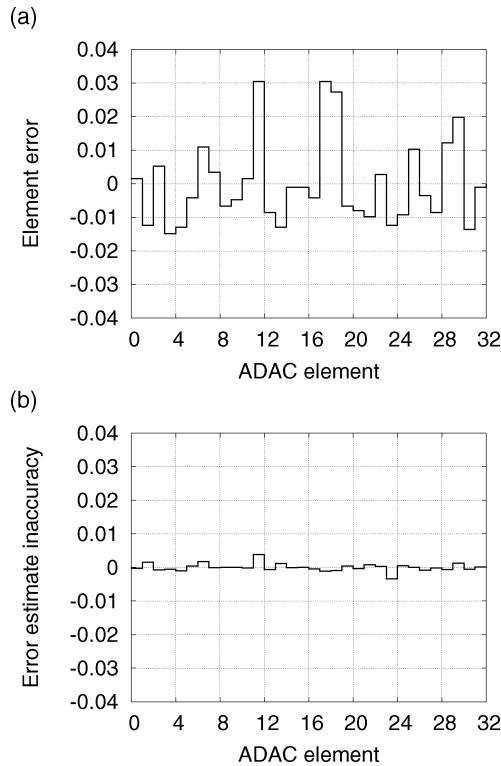 (a)
0.04
0.03
0.02
0.01
0
-0.01
-0.02
-0.03
-0.04
Element error
0 4 8 12 16 20 24 28 32
ADAC element
(b)
0.04
0.03
0.02
0.01
0
-0.01
-0.02
-0.03
-0.04
Error estimate inaccuracy
0 4 8 12 16 20 24 28 32
ADAC element